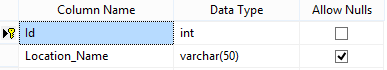 Column Name Data Type Allow Nulls
Id int
Location_Name varchar(50)